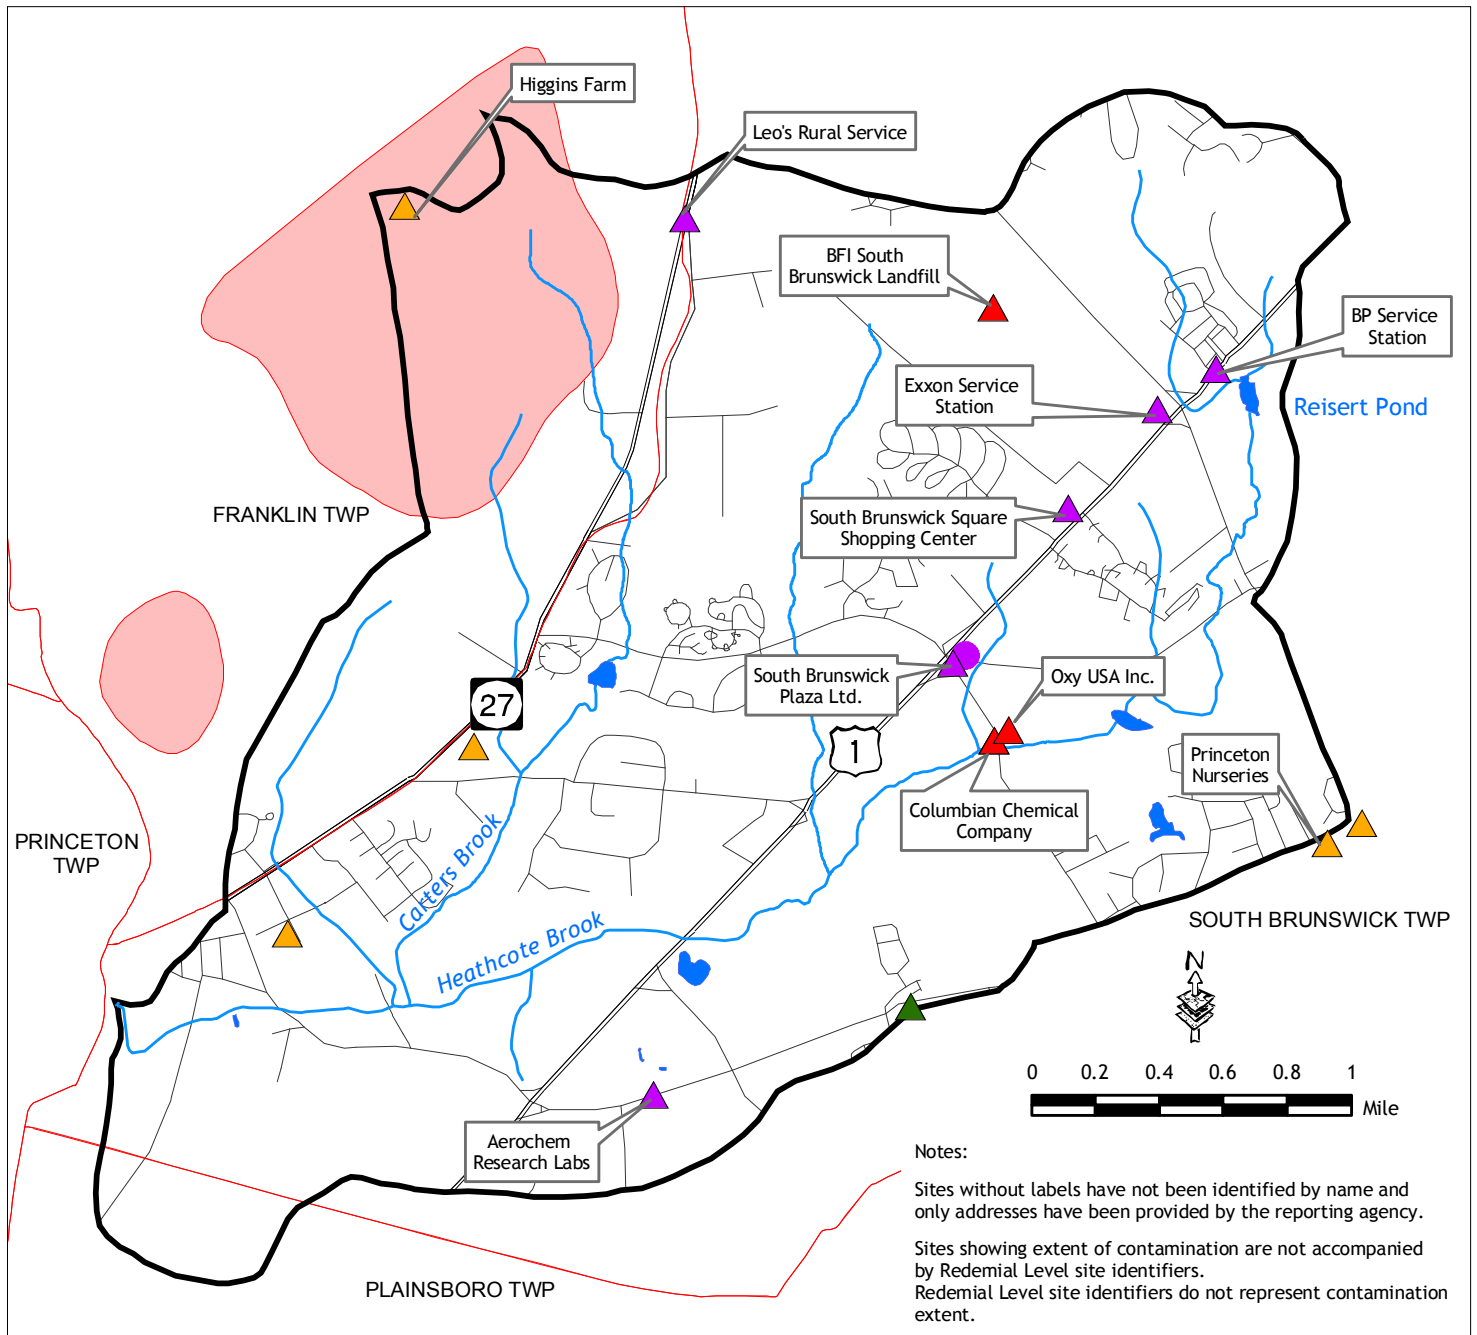 Higgins Farm
Leo's Rural Service
BFI South
Brunswick Landfill
BP Service
Station
Exxon Service
Station
Reisert Pond
FRANKLIN TWP
South Brunswick Square
Shopping Center
South Brunswick
Plaza Ltd.
Oxy USA Inc.
27
1
Princeton
Nurseries
Columbian Chemical
Company
PRINCETON
TWP
Carters Brook
Heathcote Brook
SOUTH BRUNSWICK TWP
N
0 0.2 0.4 0.6 0.8 1
Mile
Aerochem
Research Labs
PLAINSBORO TWP
Notes:
Sites without labels have not been identified by name and
only addresses have been provided by the reporting agency.
Sites showing extent of contamination are not accompanied
by Redemial Level site identifiers.
Redemial Level site identifiers do not represent contamination
extent.